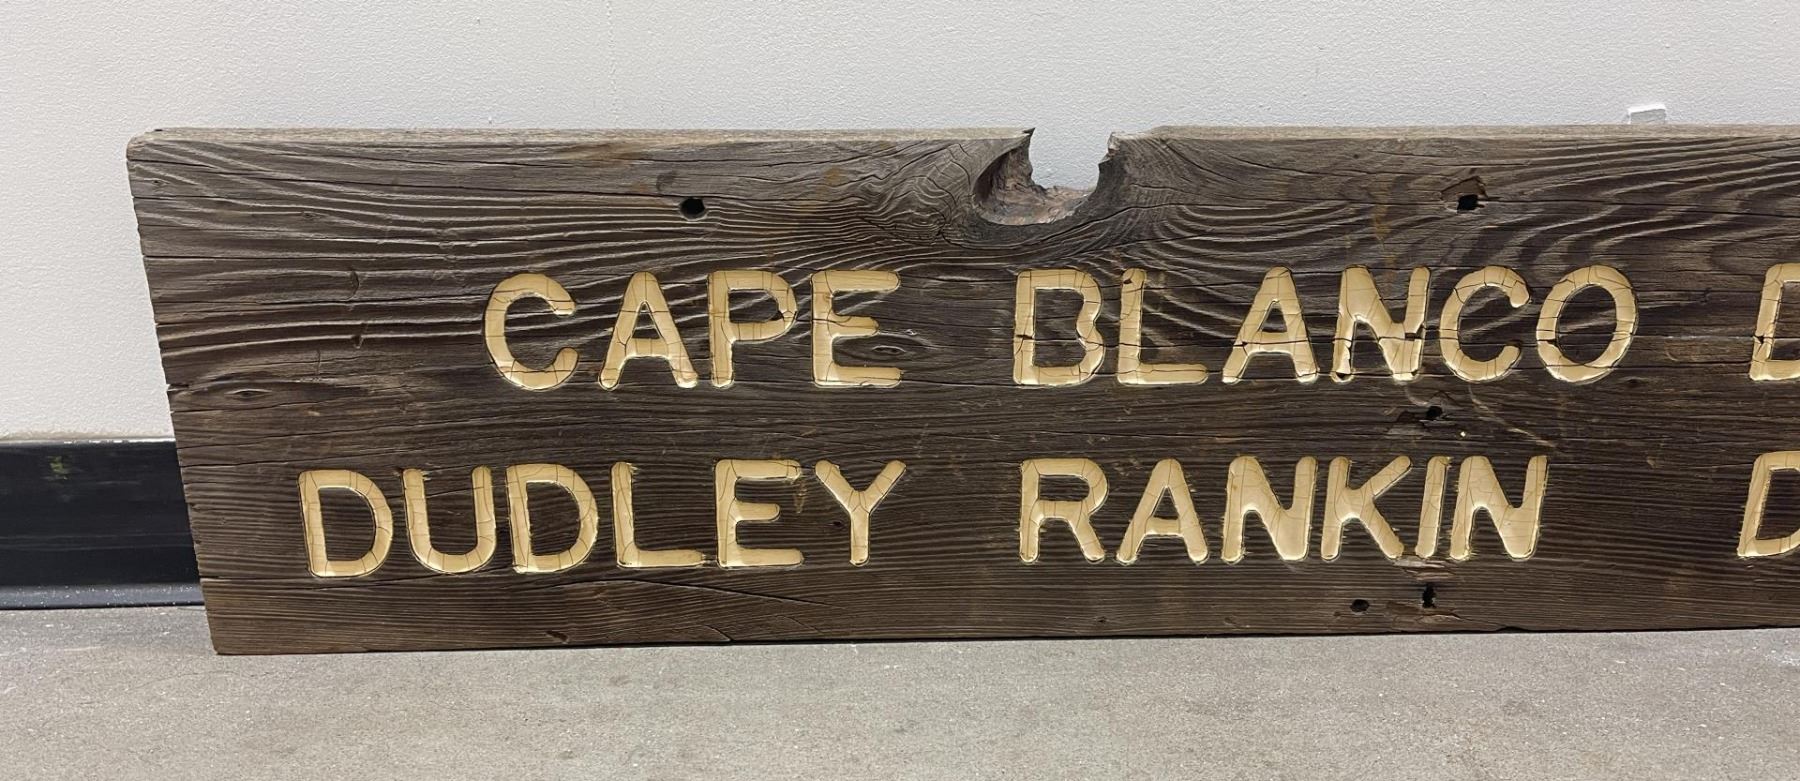 CAPE BLANCO D
DUDLEY RANKIN D